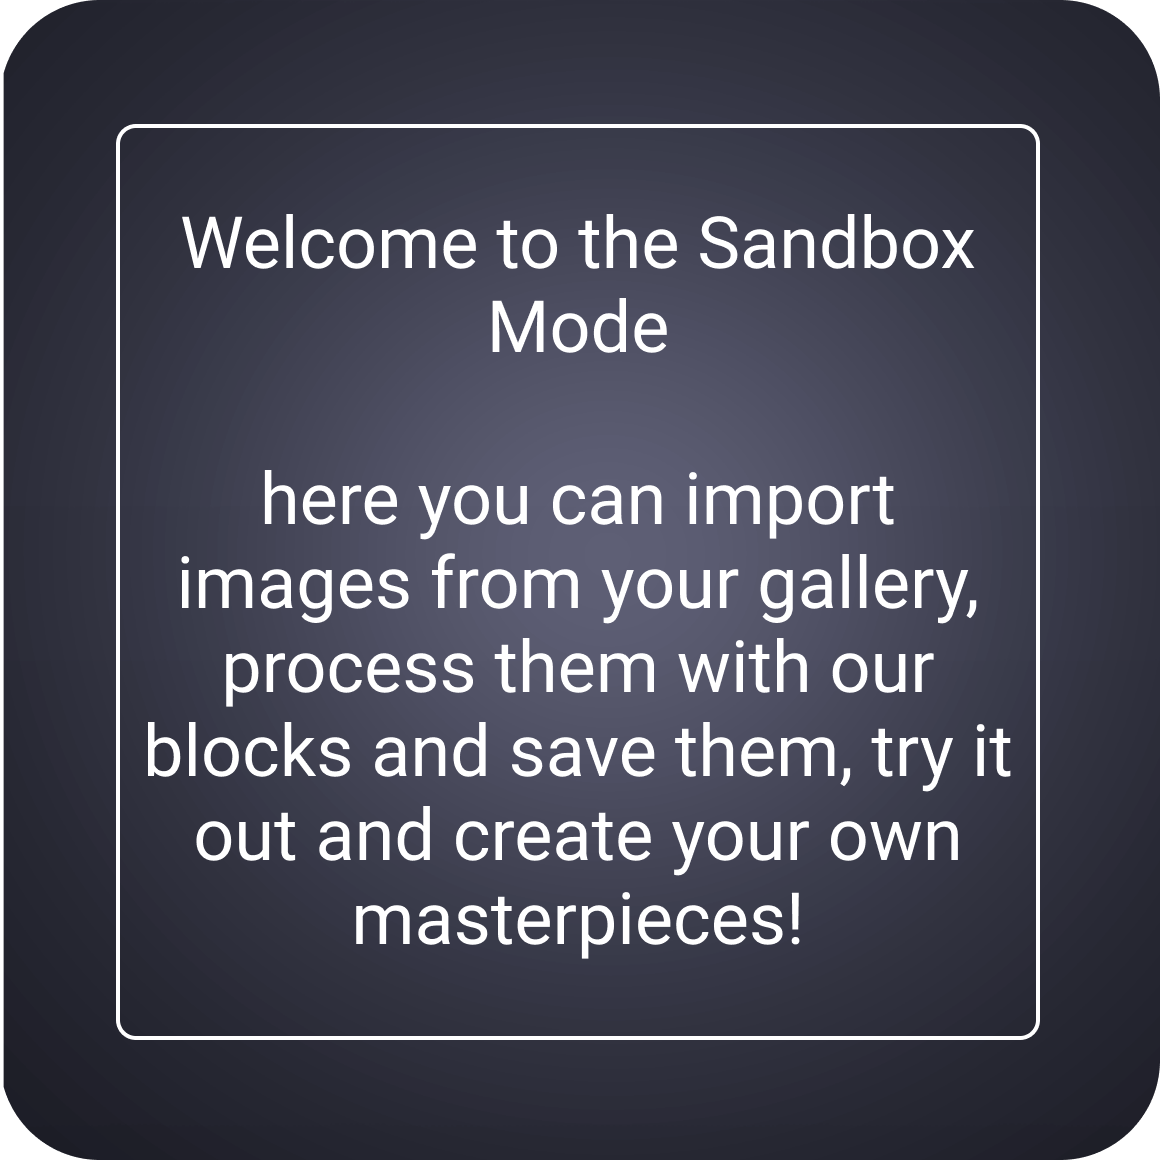 Welcome to the Sandbox
Mode
here you can import
images from your gallery,
process them with our
blocks and save them, try it
out and create your own
masterpieces!